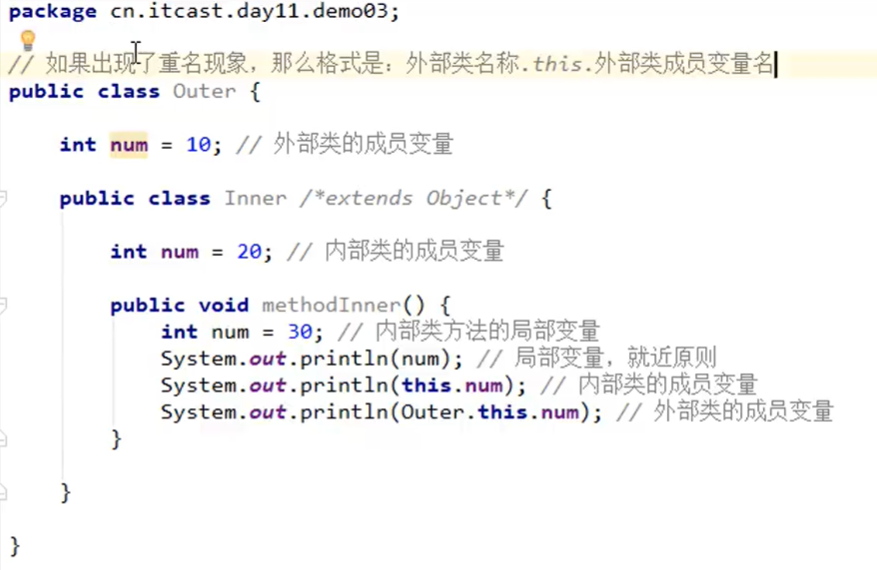 package cn.itcast.day11.demo03;
// 如果出现了重名现象，那么格式是：外部类名称.this.外部类成员变量名
public class Outer {
int num = 10; // 外部类的成员变量
public class Inner /*extends Object*/ {
int num = 20; // 内部类的成员变量
public void methodInner() {
int num = 30; // 内部类方法的局部变量
System.out.println(num); // 局部变量，就近原则
System.out.println(this.num); // 内部类的成员变量
System.out.println(Outer.this.num); // 外部类的成员变量
}
}
}